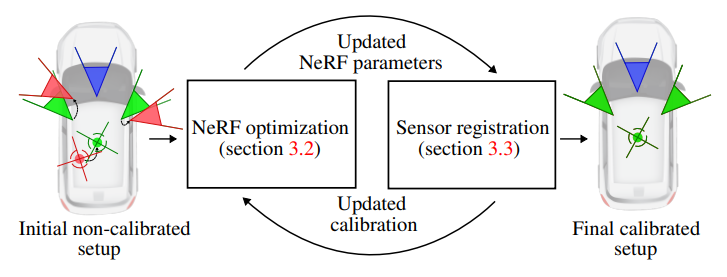 Updated
NeRF parameters
NeRF optimization
(section 3.2)
Sensor registration
(section 3.3)
Updated
calibration
Initial non-calibrated
setup
Final calibrated
setup